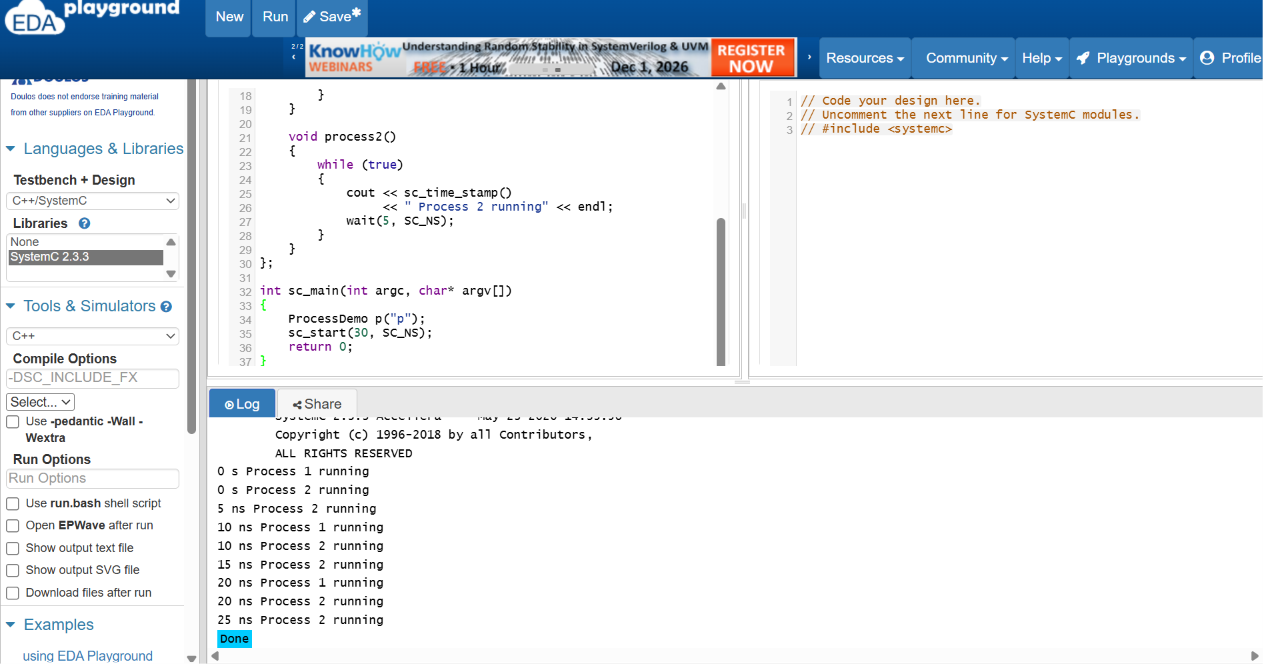 EDA
playground
New
Run
Save*
2/2
KnowHow
WEBINARS
Understanding Random Stability in SystemVerilog & UVM
FREE • 1 Hour
Dec 1, 2026
REGISTER
NOW
Resources
Community
Help
Playgrounds
Profile
DOULOS
Doulos does not endorse training material
from other suppliers on EDA Playground.
Languages & Libraries
Testbench + Design
C++/SystemC
Libraries
None
SystemC 2.3.3
Tools & Simulators
C++
Compile Options
-DSC_INCLUDE_FX
Select...
Use -pedantic -Wall -
Wextra
Run Options
Run Options
Use run.bash shell script
Open EPWave after run
Show output text file
Show output SVG file
Download files after run
Examples
using EDA Playground
18 }
19 }
20
21 void process2()
22 {
23 while (true)
24 {
25 cout << sc_time_stamp()
26 << " Process 2 running" << endl;
27 wait(5, SC_NS);
28 }
29 }
30 };
31
32 int sc_main(int argc, char* argv[])
33 {
34 ProcessDemo p("p");
35 sc_start(30, SC_NS);
36 return 0;
37 }
1 // Code your design here.
2 // Uncomment the next line for SystemC modules.
3 // #include <systemc>
Log
Share
Copyright (c) 1996-2018 by all Contributors,
ALL RIGHTS RESERVED
0 s Process 1 running
0 s Process 2 running
5 ns Process 2 running
10 ns Process 1 running
10 ns Process 2 running
15 ns Process 2 running
20 ns Process 1 running
20 ns Process 2 running
25 ns Process 2 running
Done